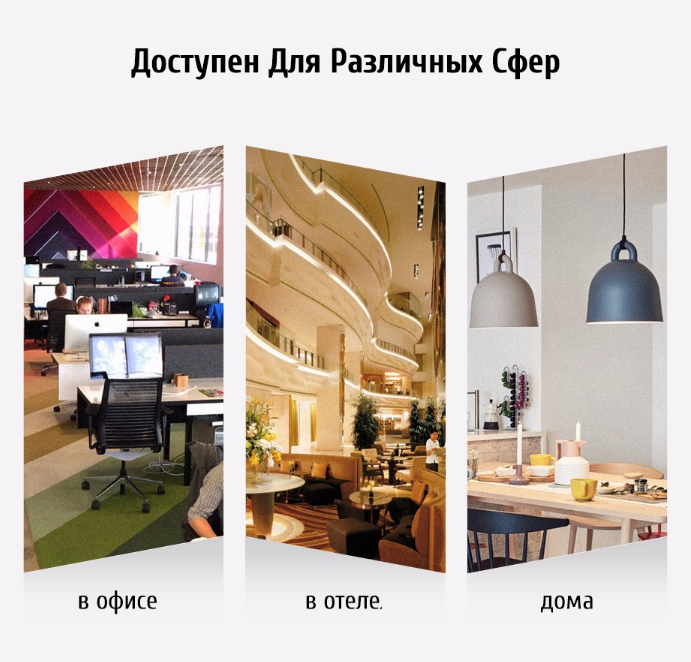 Доступен Для Различных Сфер
в офисе
в отеле.
дома